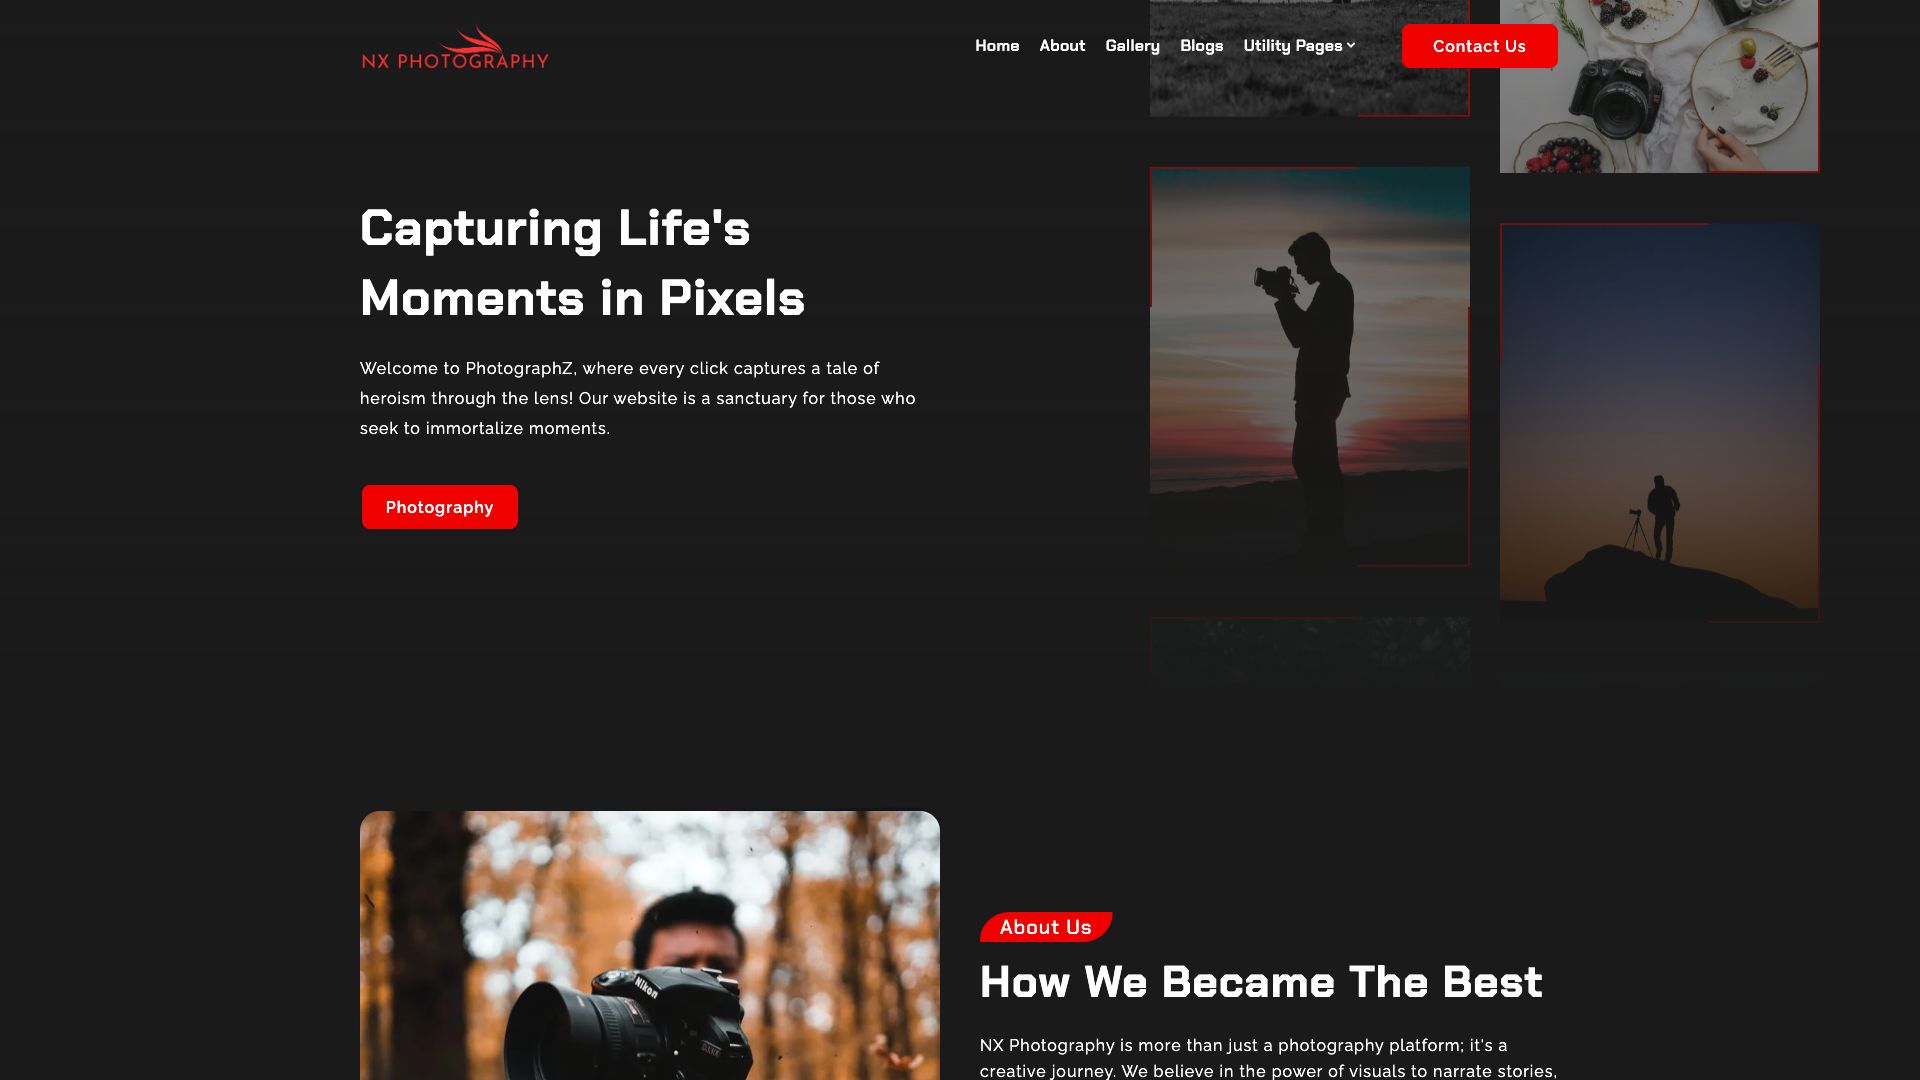 NX PHOTOGRAPHY
Home About Gallery Blogs Utility Pages Contact Us
Canon
Capturing Life's
Moments in Pixels
Welcome to PhotographZ, where every click captures a tale of
heroism through the lens! Our website is a sanctuary for those who
seek to immortalize moments.
Photography
About Us
How We Became The Best
Nikon
NX Photography is more than just a photography platform; it's a
creative journey. We believe in the power of visuals to narrate stories,